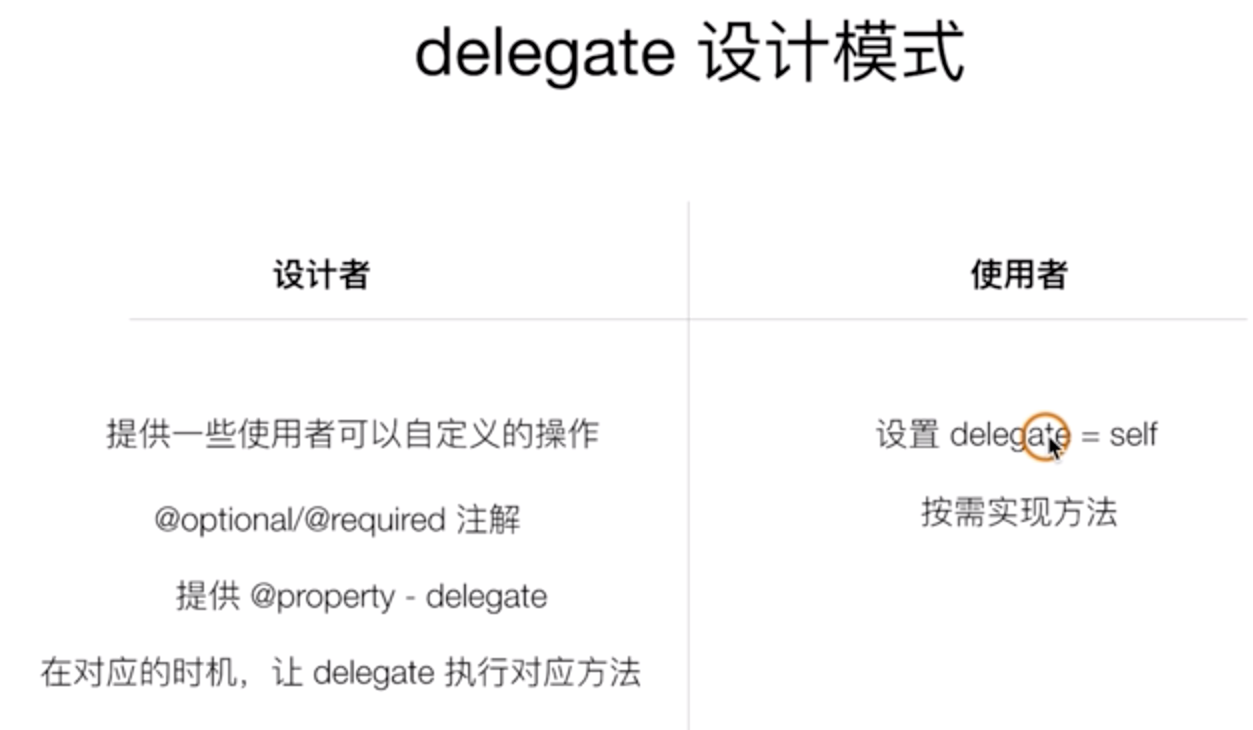 delegate 设计模式
设计者
使用者
提供一些使用者可以自定义的操作
设置 delegate = self
@optional/@required 注解
按需实现方法
提供 @property - delegate
在对应的时机，让 delegate 执行对应方法